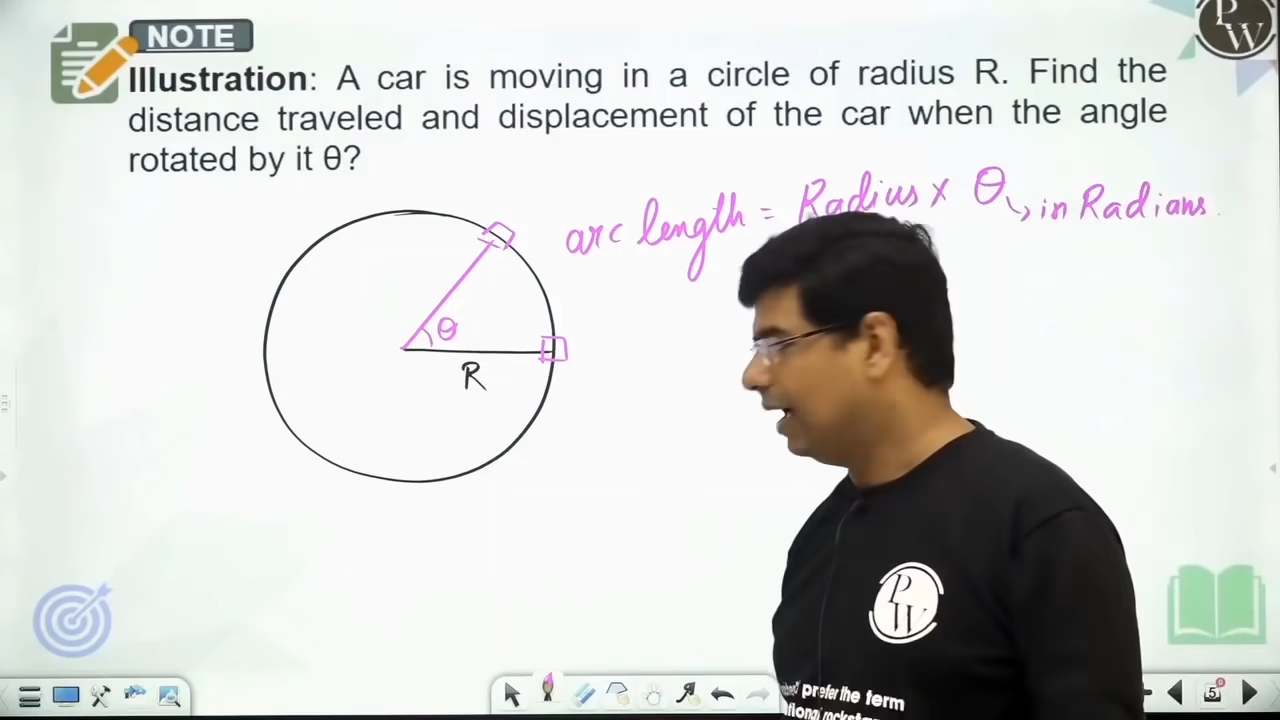 NOTE
Illustration: A car is moving in a circle of radius R. Find the
distance traveled and displacement of the car when the angle
rotated by it θ?
arc length = Radius × θ ↳ in Radians.
θ
R
P
W
P
W
prefer the term
5